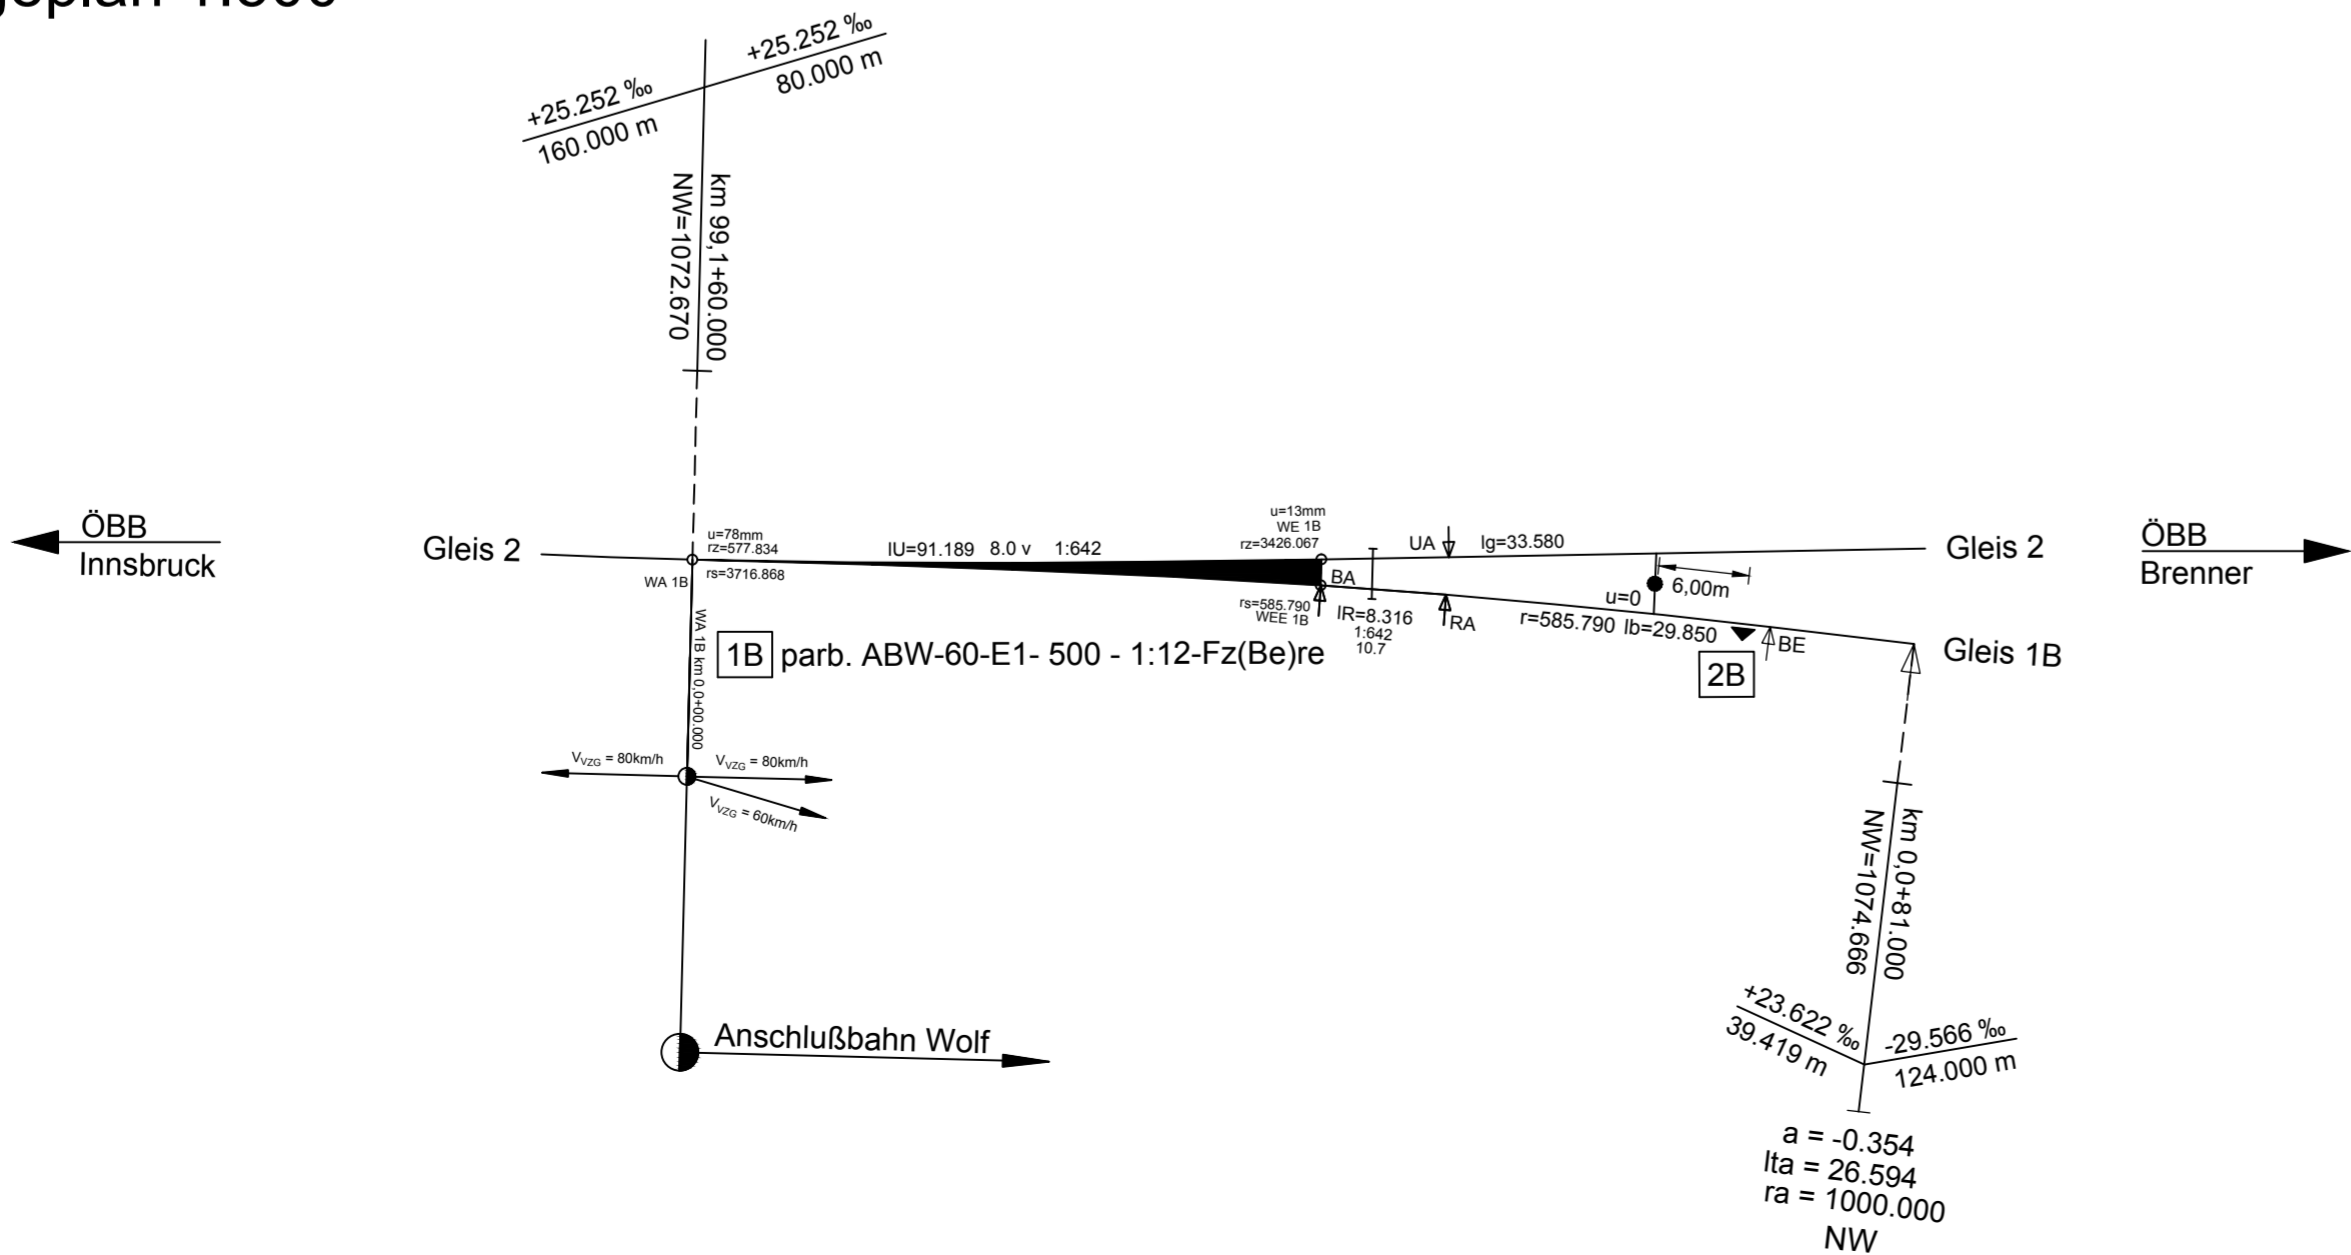 +25.252 ‰
160.000 m
+25.252 ‰
80.000 m
NW=1072.670
km 99,1+60.000
ÖBB
Innsbruck
Gleis 2
u=78mm
rz=577.834
WA 1B
rs=3716.868
lU=91.189 8.0 v 1:642
u=13mm
WE 1B
rz=3426.067
BA
rs=585.790
WEE 1B
lR=8.316
1:642
10.7
UA
lg=33.580
RA
u=0
6,00m
r=585.790 lb=29.850
BE
2B
Gleis 2
Gleis 1B
ÖBB
Brenner
WA 1B km 0,0+00.000
1B parb. ABW-60-E1- 500 - 1:12-Fz(Be)re
VVZG = 80km/h
VVZG = 80km/h
VVZG = 60km/h
Anschlußbahn Wolf
NW=1074.666
km 0,0+81.000
+23.622 ‰
39.419 m
-29.566 ‰
124.000 m
a = -0.354
lta = 26.594
ra = 1000.000
NW